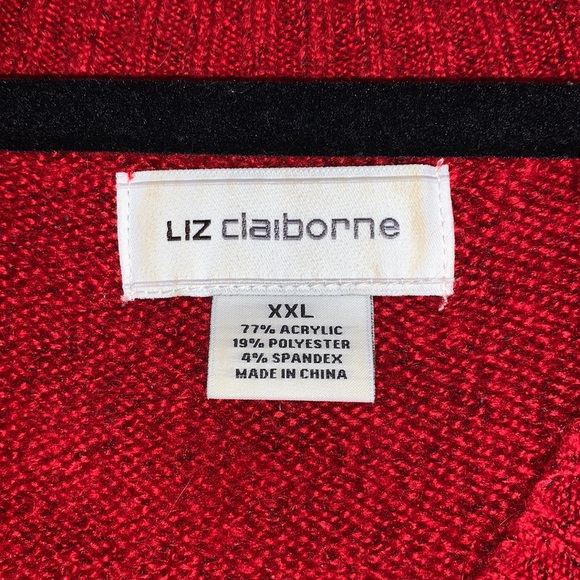 LIZ claiborne
XXL
77% ACRYLIC
19% POLYESTER
4% SPANDEX
MADE IN CHINA